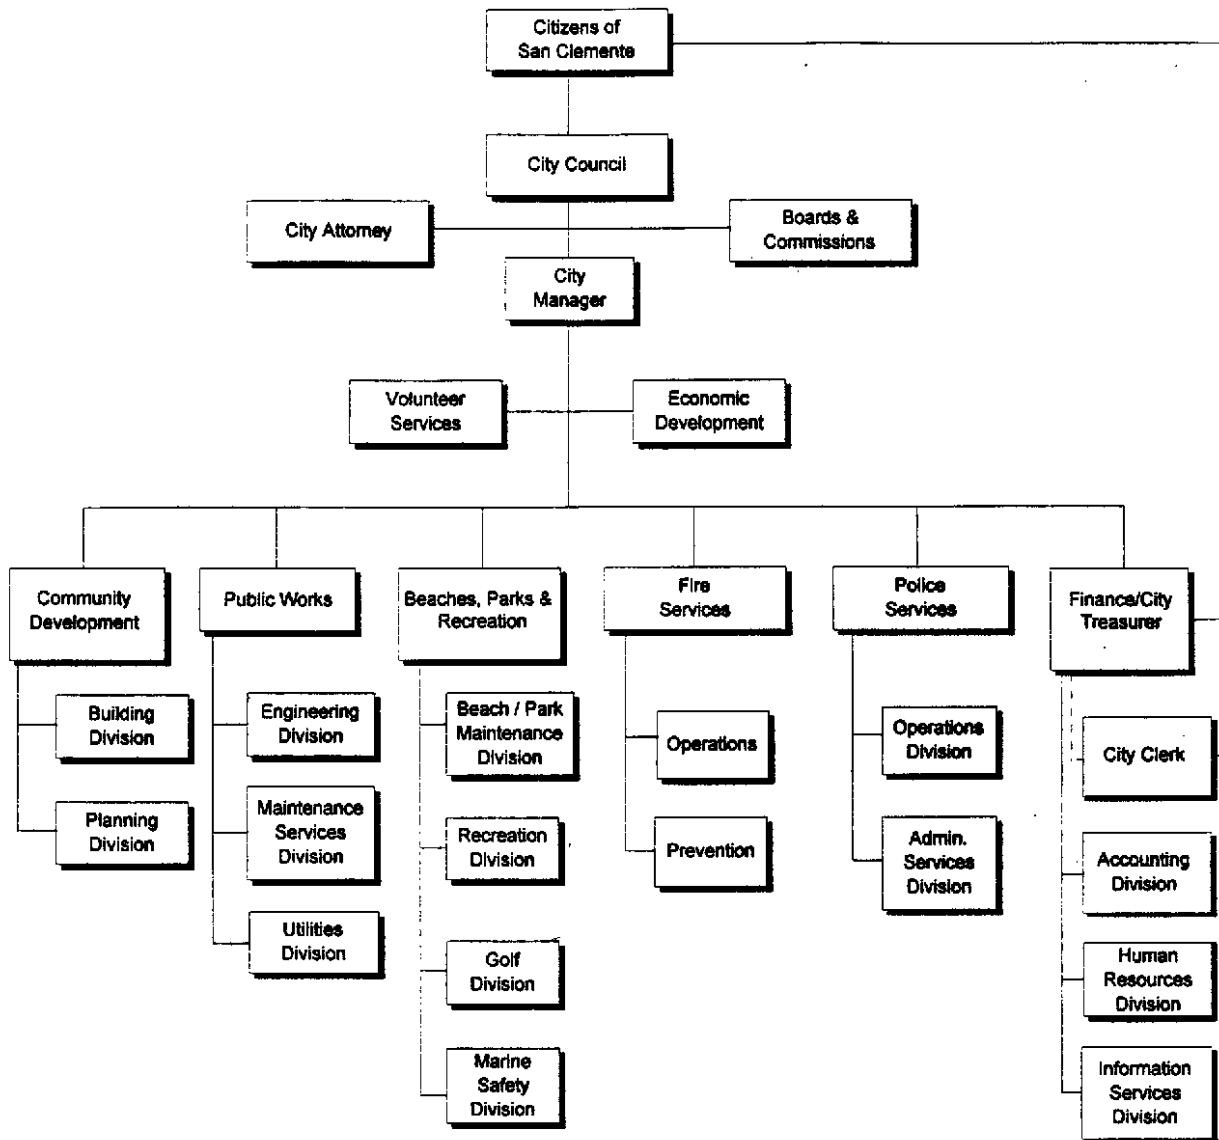 Citizens of
San Clemente
City Council
City Attorney
Boards &
Commissions
City
Manager
Volunteer
Services
Economic
Development
Community
Development
Public Works
Beaches, Parks &
Recreation
Fire
Services
Police
Services
Finance/City
Treasurer
Building
Division
Planning
Division
Engineering
Division
Maintenance
Services
Division
Utilities
Division
Beach / Park
Maintenance
Division
Recreation
Division
Golf
Division
Marine
Safety
Division
Operations
Prevention
Operations
Division
Admin.
Services
Division
City Clerk
Accounting
Division
Human
Resources
Division
Information
Services
Division